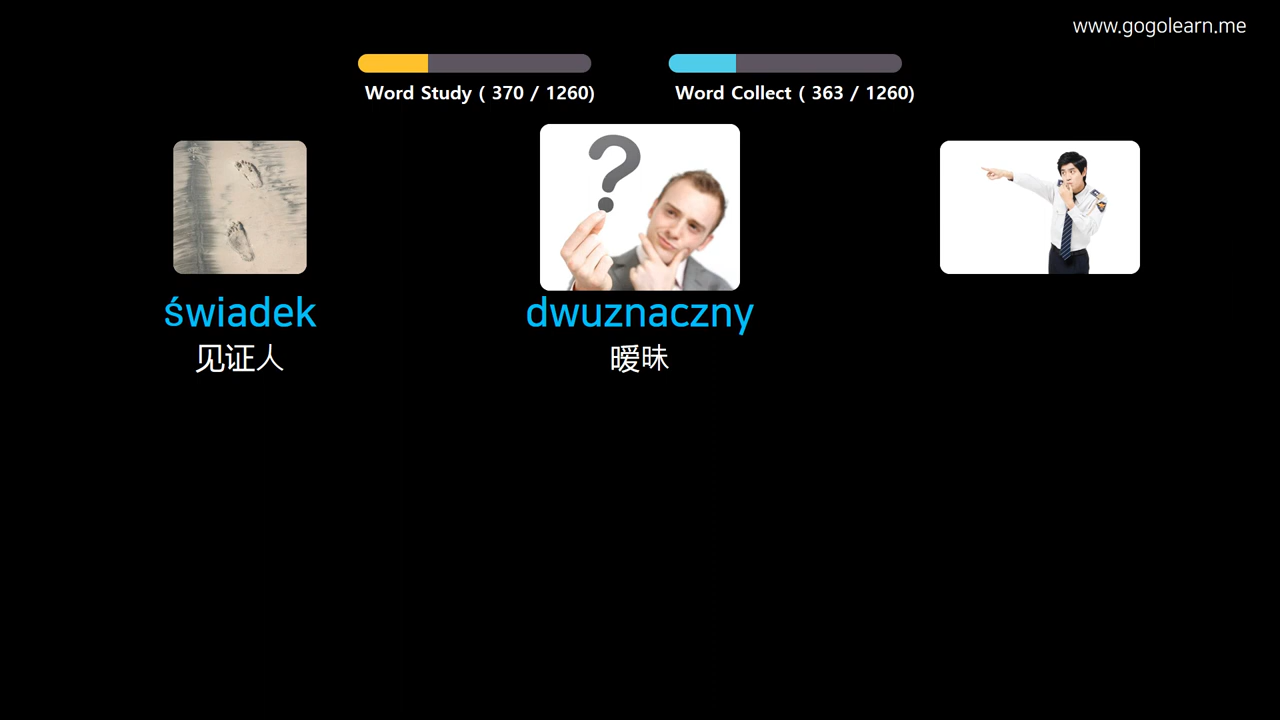 www.gogolearn.me
Word Study ( 370 / 1260)
Word Collect ( 363 / 1260)
świadek
见证人
dwuznaczny
暧昧